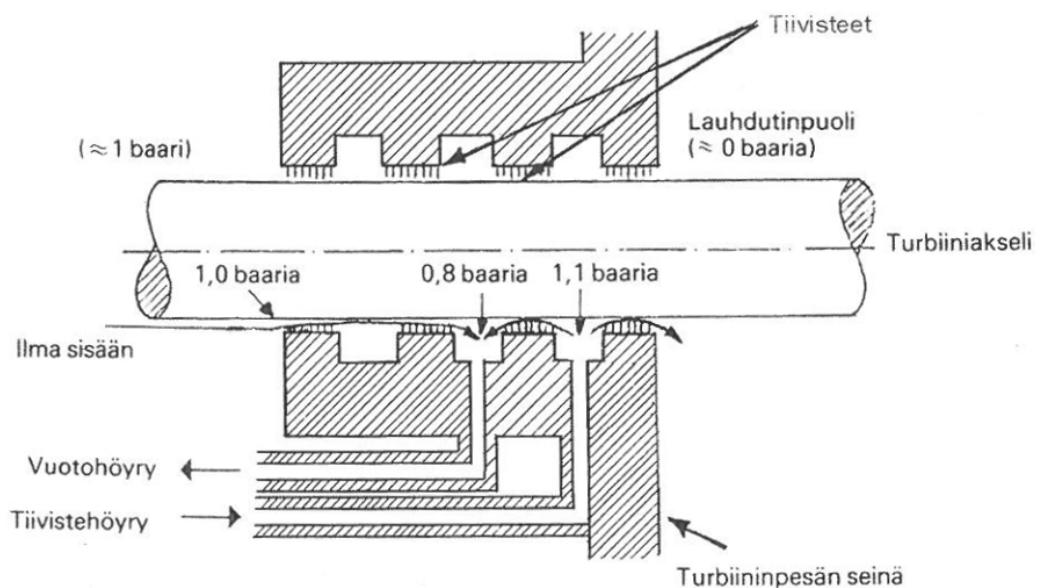 Tiivisteet
Lauhdutinpuoli
(≈ 1 baari)
(≈ 0 baaria)
Turbiiniakseli
1,0 baaria
0,8 baaria
1,1 baaria
Ilma sisään
Vuotohöyry
Tiivistehöyry
Turbiininpesän seinä